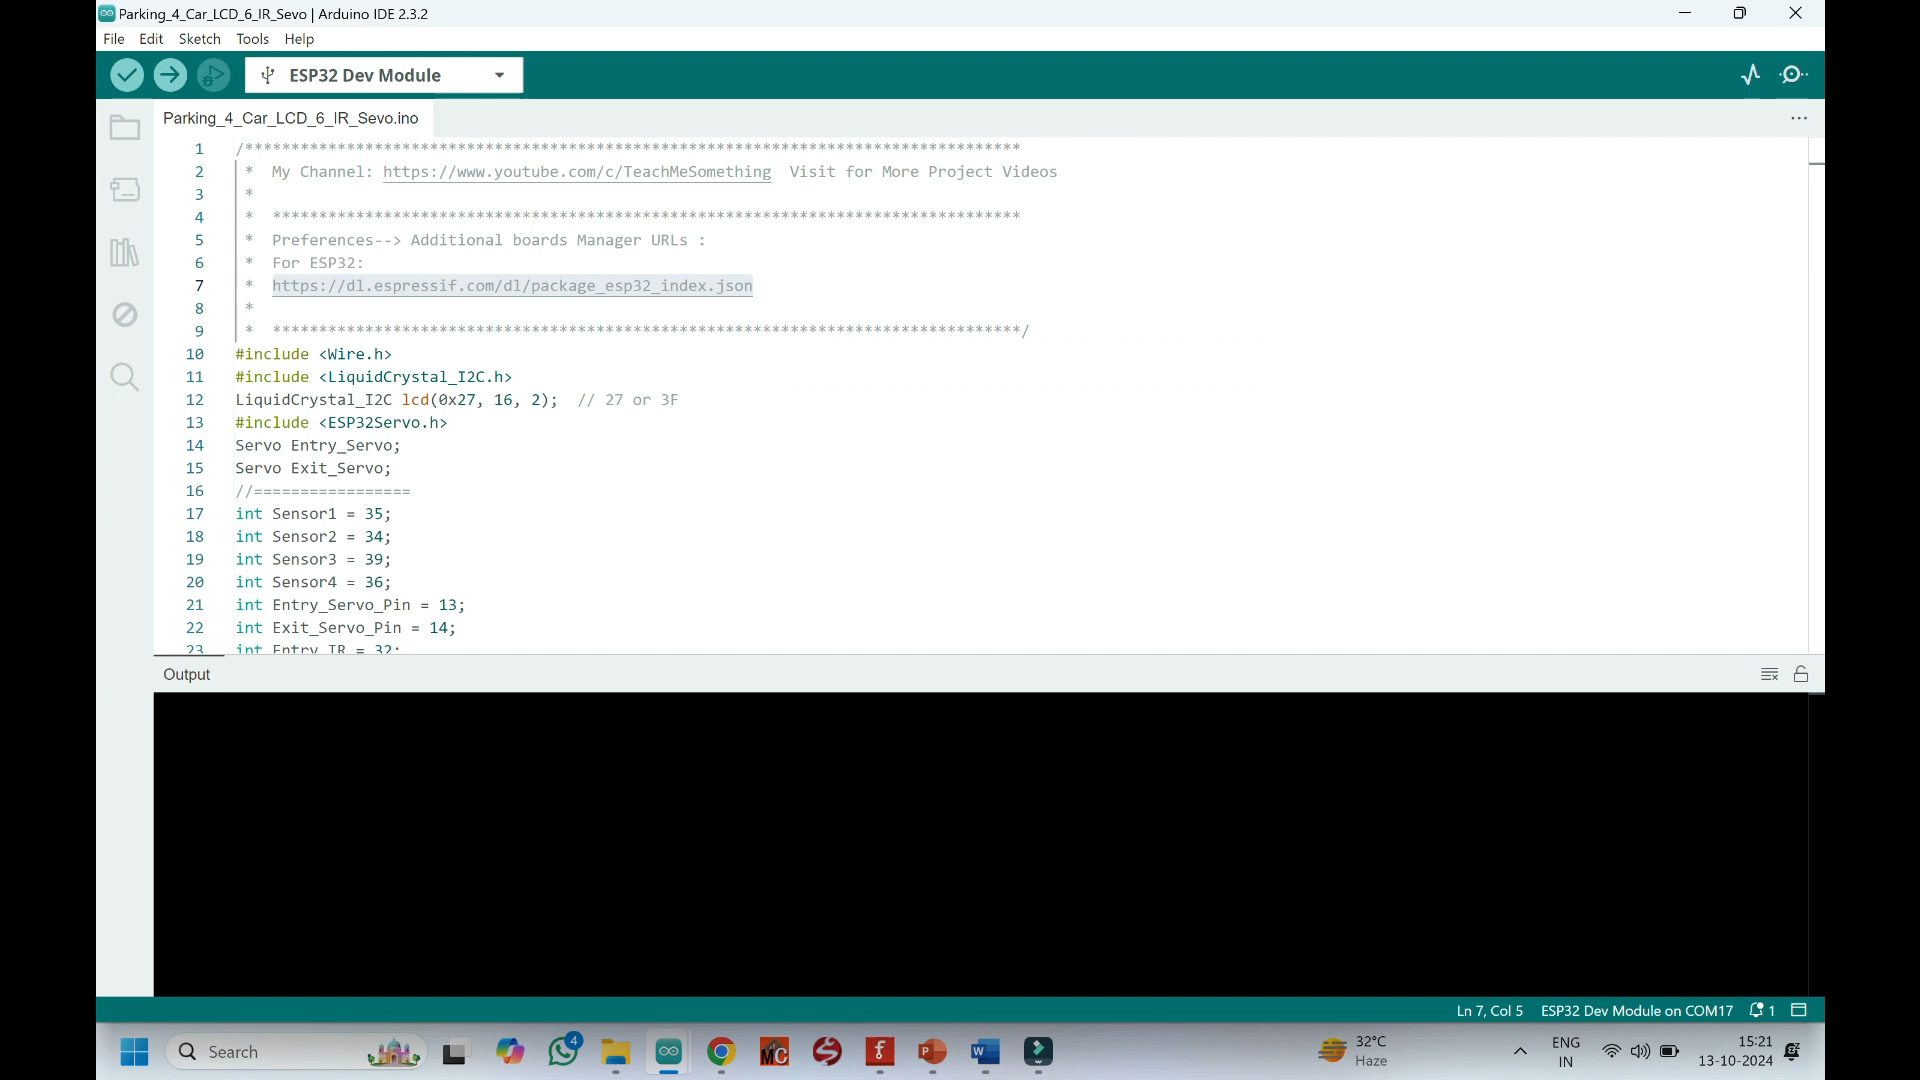 Parking_4_Car_LCD_6_IR_Sevo | Arduino IDE 2.3.2
File Edit Sketch Tools Help
ESP32 Dev Module
Parking_4_Car_LCD_6_IR_Sevo.ino
1 /************************************************************************************
2 * My Channel: https://www.youtube.com/c/TeachMeSomething Visit for More Project Videos
3 *
4 * *********************************************************************************
5 * Preferences--> Additional boards Manager URLs :
6 * For ESP32:
7 * https://dl.espressif.com/dl/package_esp32_index.json
8 *
9 * *********************************************************************************/
10 #include <Wire.h>
11 #include <LiquidCrystal_I2C.h>
12 LiquidCrystal_I2C lcd(0x27, 16, 2); // 27 or 3F
13 #include <ESP32Servo.h>
14 Servo Entry_Servo;
15 Servo Exit_Servo;
16 //=================
17 int Sensor1 = 35;
18 int Sensor2 = 34;
19 int Sensor3 = 39;
20 int Sensor4 = 36;
21 int Entry_Servo_Pin = 13;
22 int Exit_Servo_Pin = 14;
23 int Entry_IR = 32;
Output
Ln 7, Col 5 ESP32 Dev Module on COM17 1
Search
4
MC
f
P
W
32°C
Haze
ENG
IN
15:21
13-10-2024